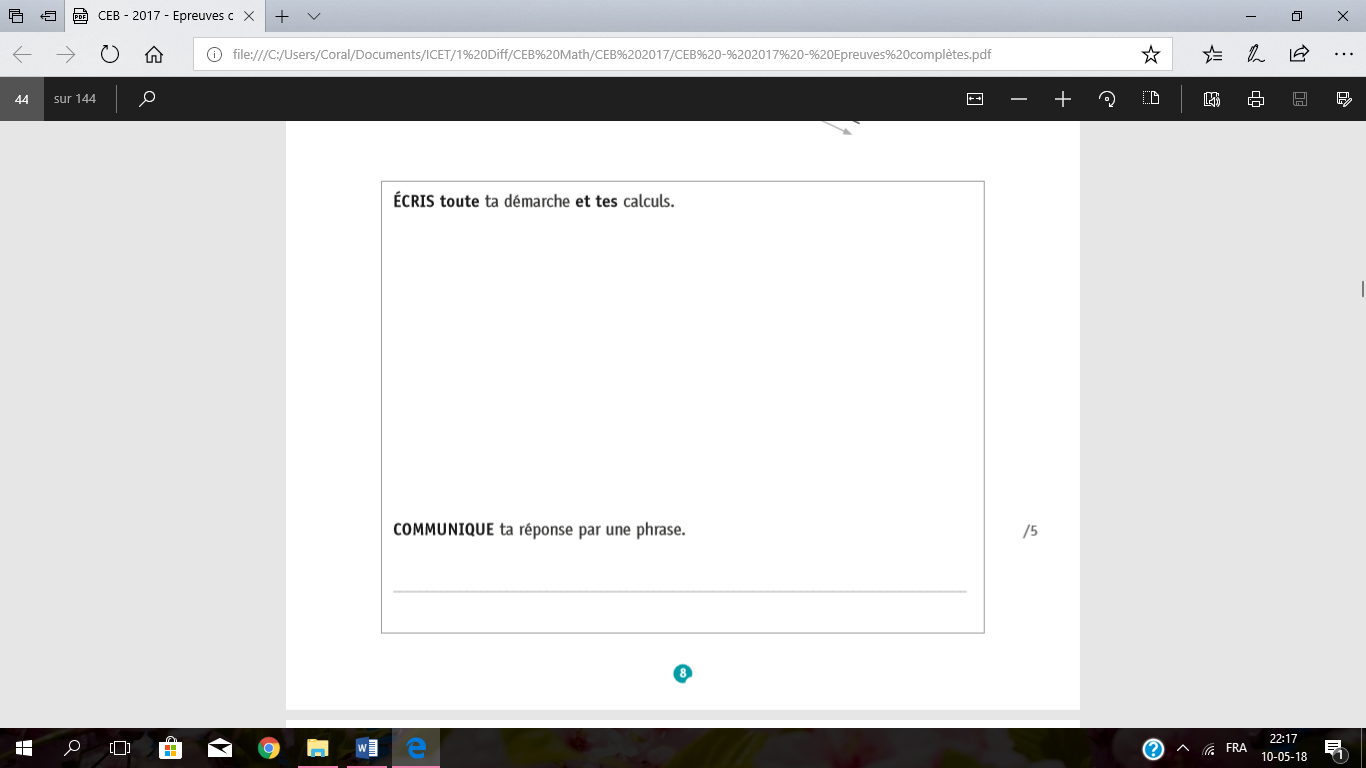 CEB - 2017 - Epreuves c
file:///C:/Users/Coral/Documents/ICET/1%20Diff/CEB%20Math/CEB%202017/CEB%20-%202017%20-%20Epreuves%20complètes.pdf
44 sur 144
ÉCRIS toute ta démarche et tes calculs.
COMMUNIQUE ta réponse par une phrase.
/5
8
FRA
22:17
10-05-18
1